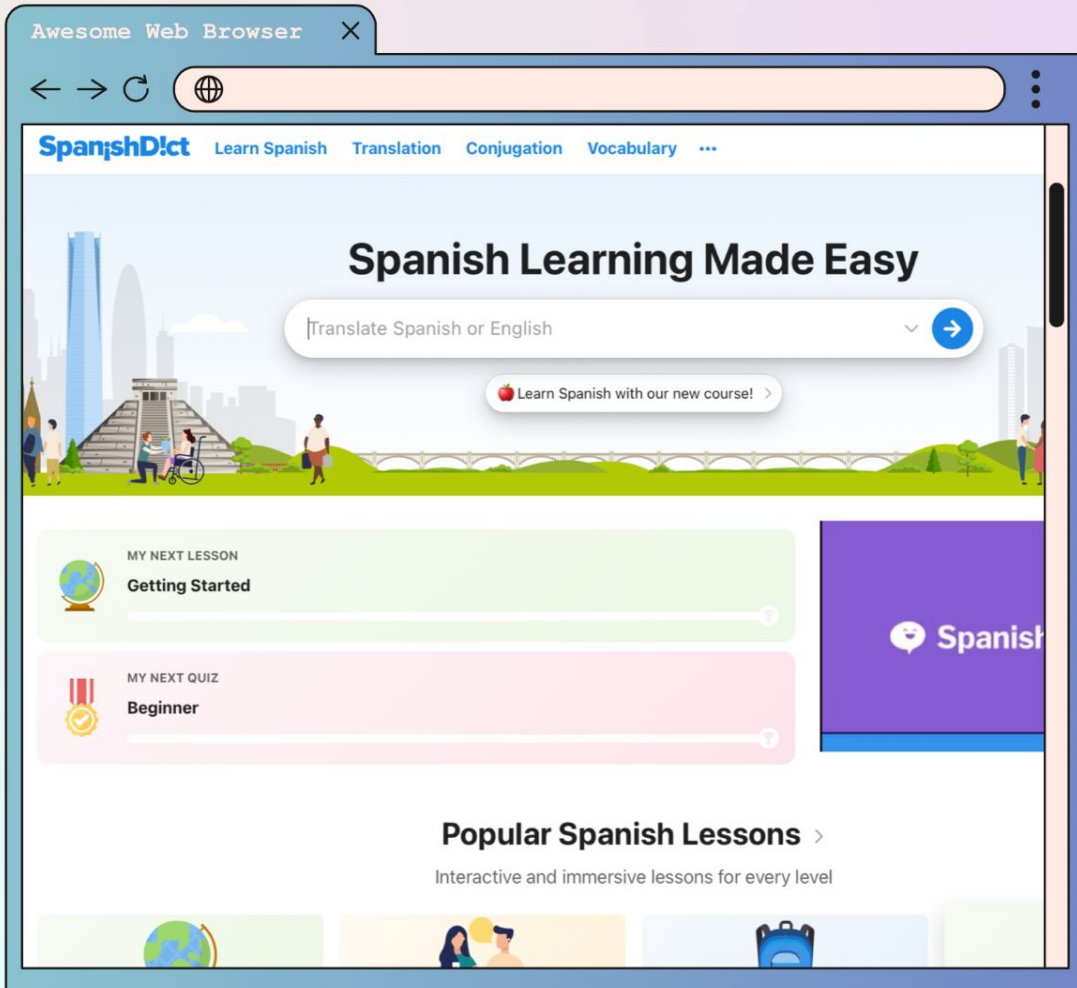 Awesome Web Browser
SpanishD!ct Learn Spanish Translation Conjugation Vocabulary ...
Spanish Learning Made Easy
Translate Spanish or English
Learn Spanish with our new course!
MY NEXT LESSON
Getting Started
MY NEXT QUIZ
Beginner
Spanish
Popular Spanish Lessons
Interactive and immersive lessons for every level